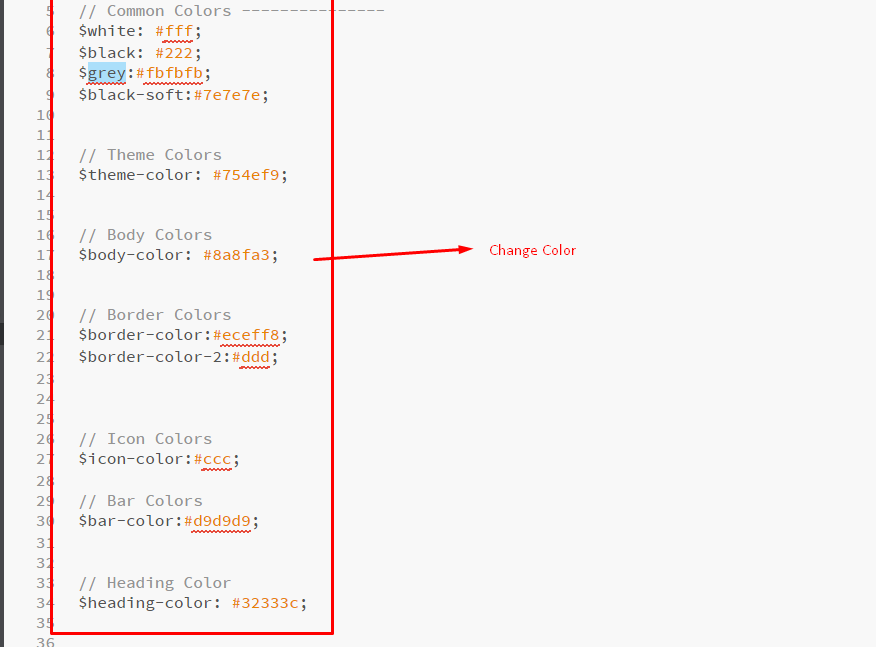 5 // Common Colors ---------------
6 $white: #fff;
7 $black: #222;
8 $grey:#fbfbfb;
9 $black-soft:#7e7e7e;
10
11
12 // Theme Colors
13 $theme-color: #754ef9;
14
15
16 // Body Colors
17 $body-color: #8a8fa3;
Change Color
18
19
20 // Border Colors
21 $border-color:#eceff8;
22 $border-color-2:#ddd;
23
24
25
26 // Icon Colors
27 $icon-color:#ccc;
28
29 // Bar Colors
30 $bar-color:#d9d9d9;
31
32
33 // Heading Color
34 $heading-color: #32333c;
35
36